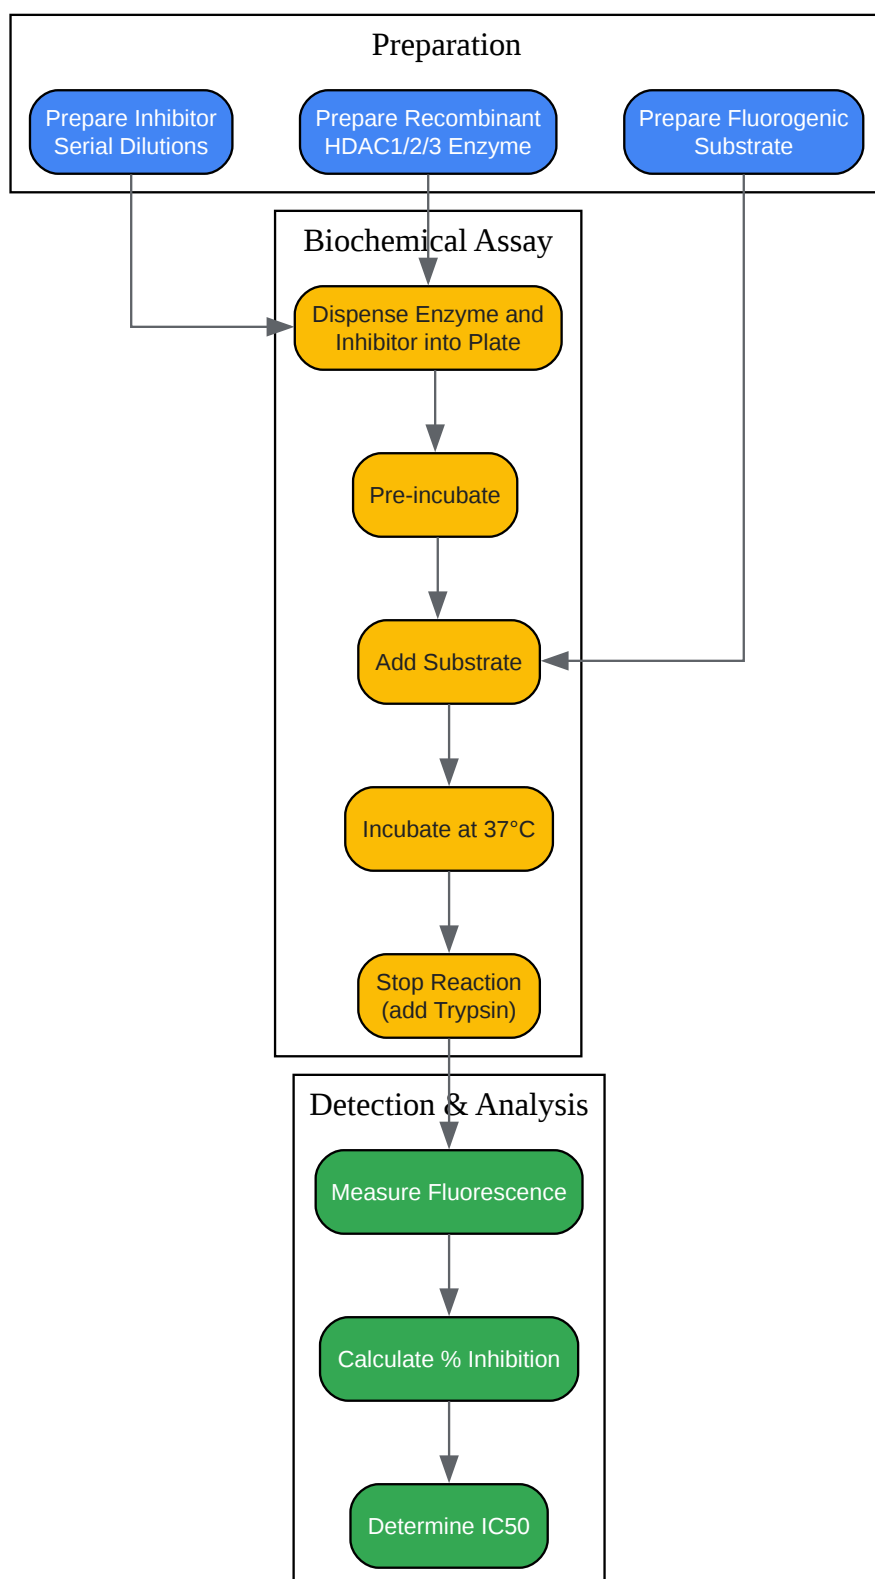 Preparation
Prepare Inhibitor
Serial Dilutions
Prepare Recombinant
HDAC1/2/3 Enzyme
Prepare Fluorogenic
Substrate
Biochemical Assay
Dispense Enzyme and
Inhibitor into Plate
Pre-incubate
Add Substrate
Incubate at 37°C
Stop Reaction
(add Trypsin)
Detection & Analysis
Measure Fluorescence
Calculate % Inhibition
Determine IC50